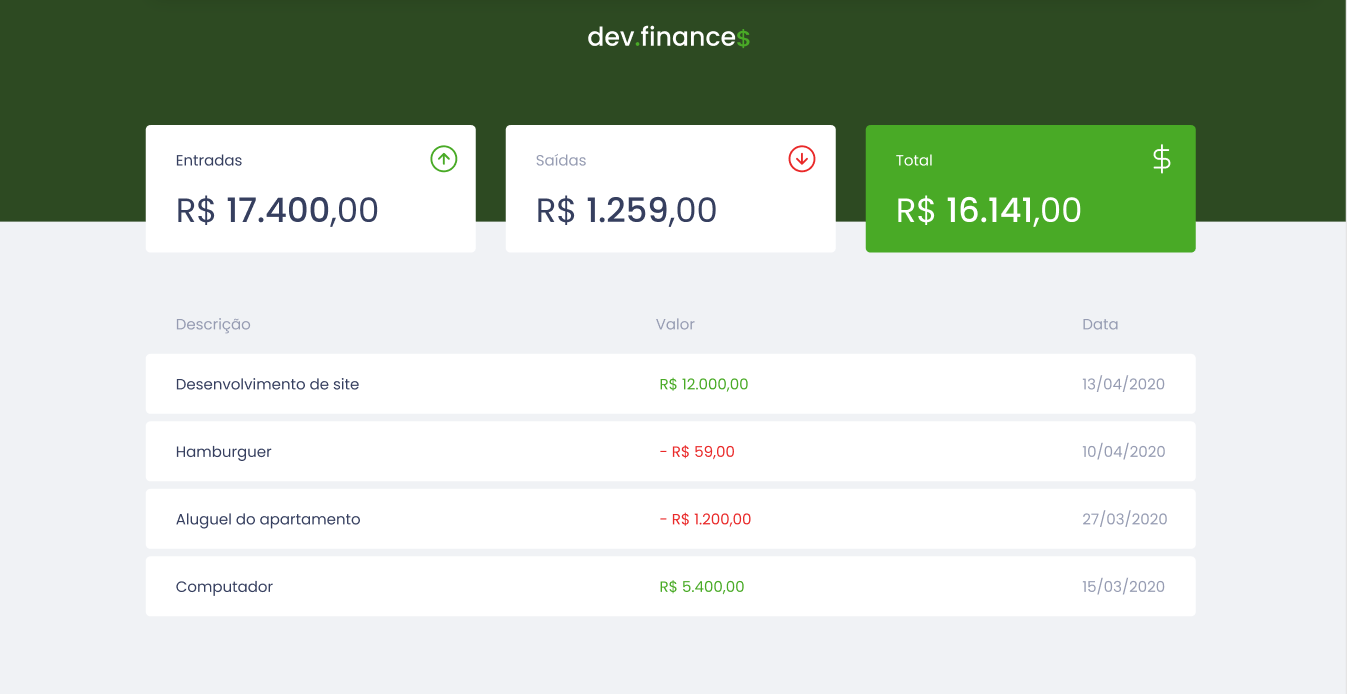 dev.finance$
Entradas
R$ 17.400,00
Saídas
R$ 1.259,00
Total
$
R$ 16.141,00
Descrição Valor Data
Desenvolvimento de site R$ 12.000,00 13/04/2020
Hamburguer - R$ 59,00 10/04/2020
Aluguel do apartamento - R$ 1.200,00 27/03/2020
Computador R$ 5.400,00 15/03/2020